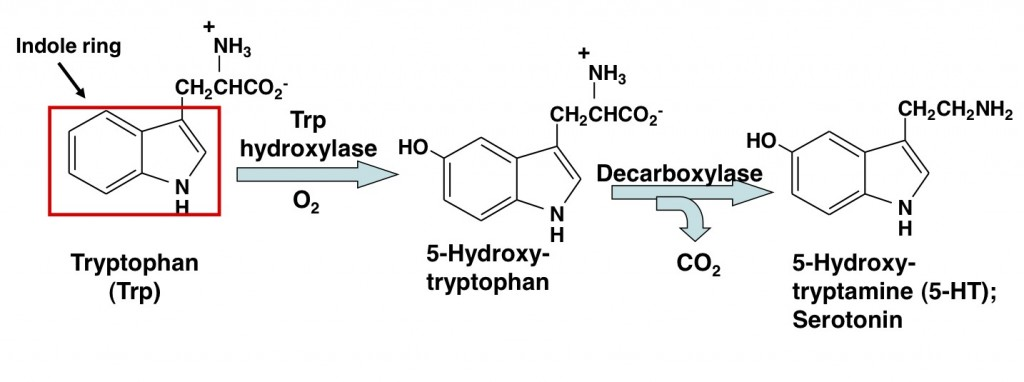 Indole ring
+
NH₃
CH₂CHCO₂⁻
N
H
Tryptophan
(Trp)
Trp
hydroxylase
O₂
+
NH₃
CH₂CHCO₂⁻
HO
N
H
5-Hydroxy-
tryptophan
Decarboxylase
CO₂
CH₂CH₂NH₂
HO
N
H
5-Hydroxy-
tryptamine (5-HT);
Serotonin